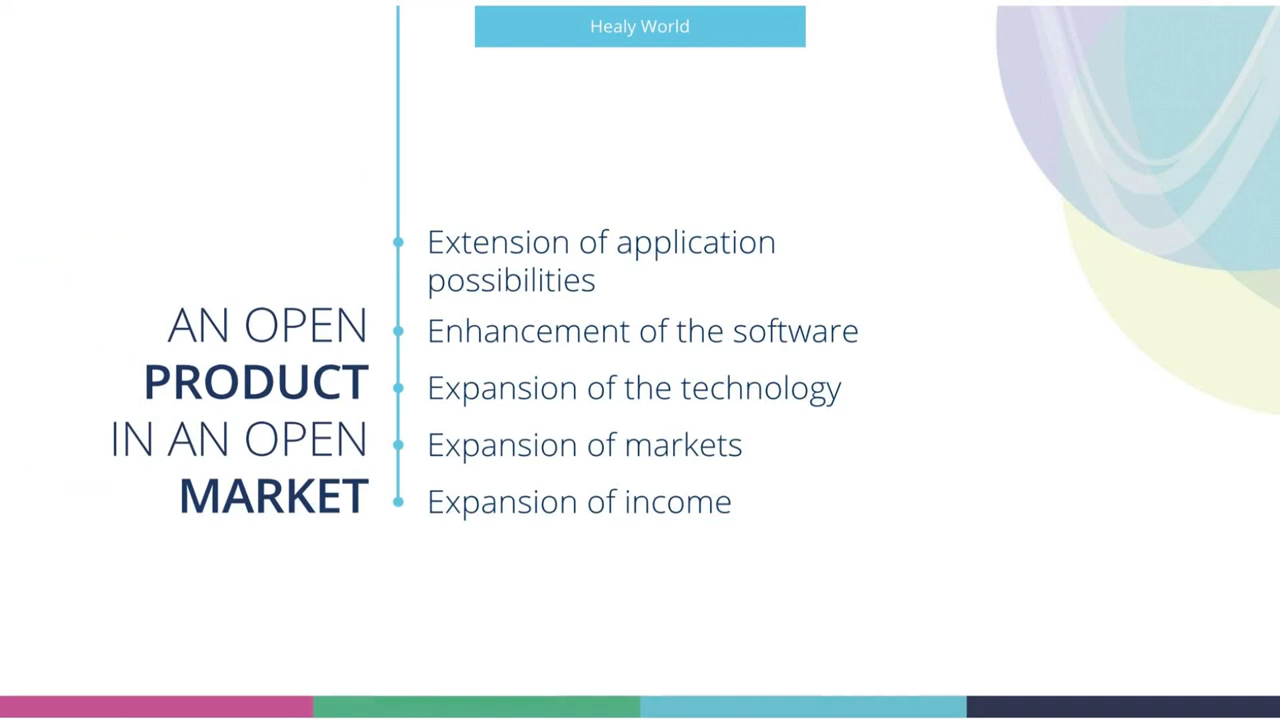 Healy World
AN OPEN
PRODUCT
IN AN OPEN
MARKET
Extension of application
possibilities
Enhancement of the software
Expansion of the technology
Expansion of markets
Expansion of income